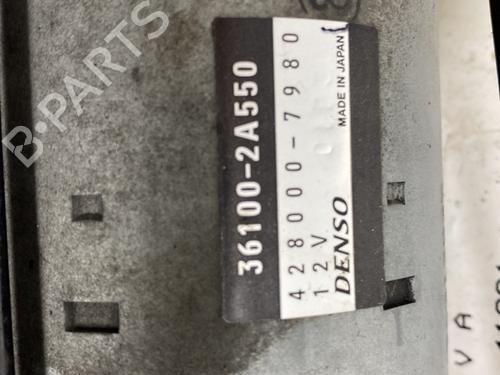 36100-2A550
428000-7980
12V
DENSO
MADE IN JAPAN
B-Parts
V A